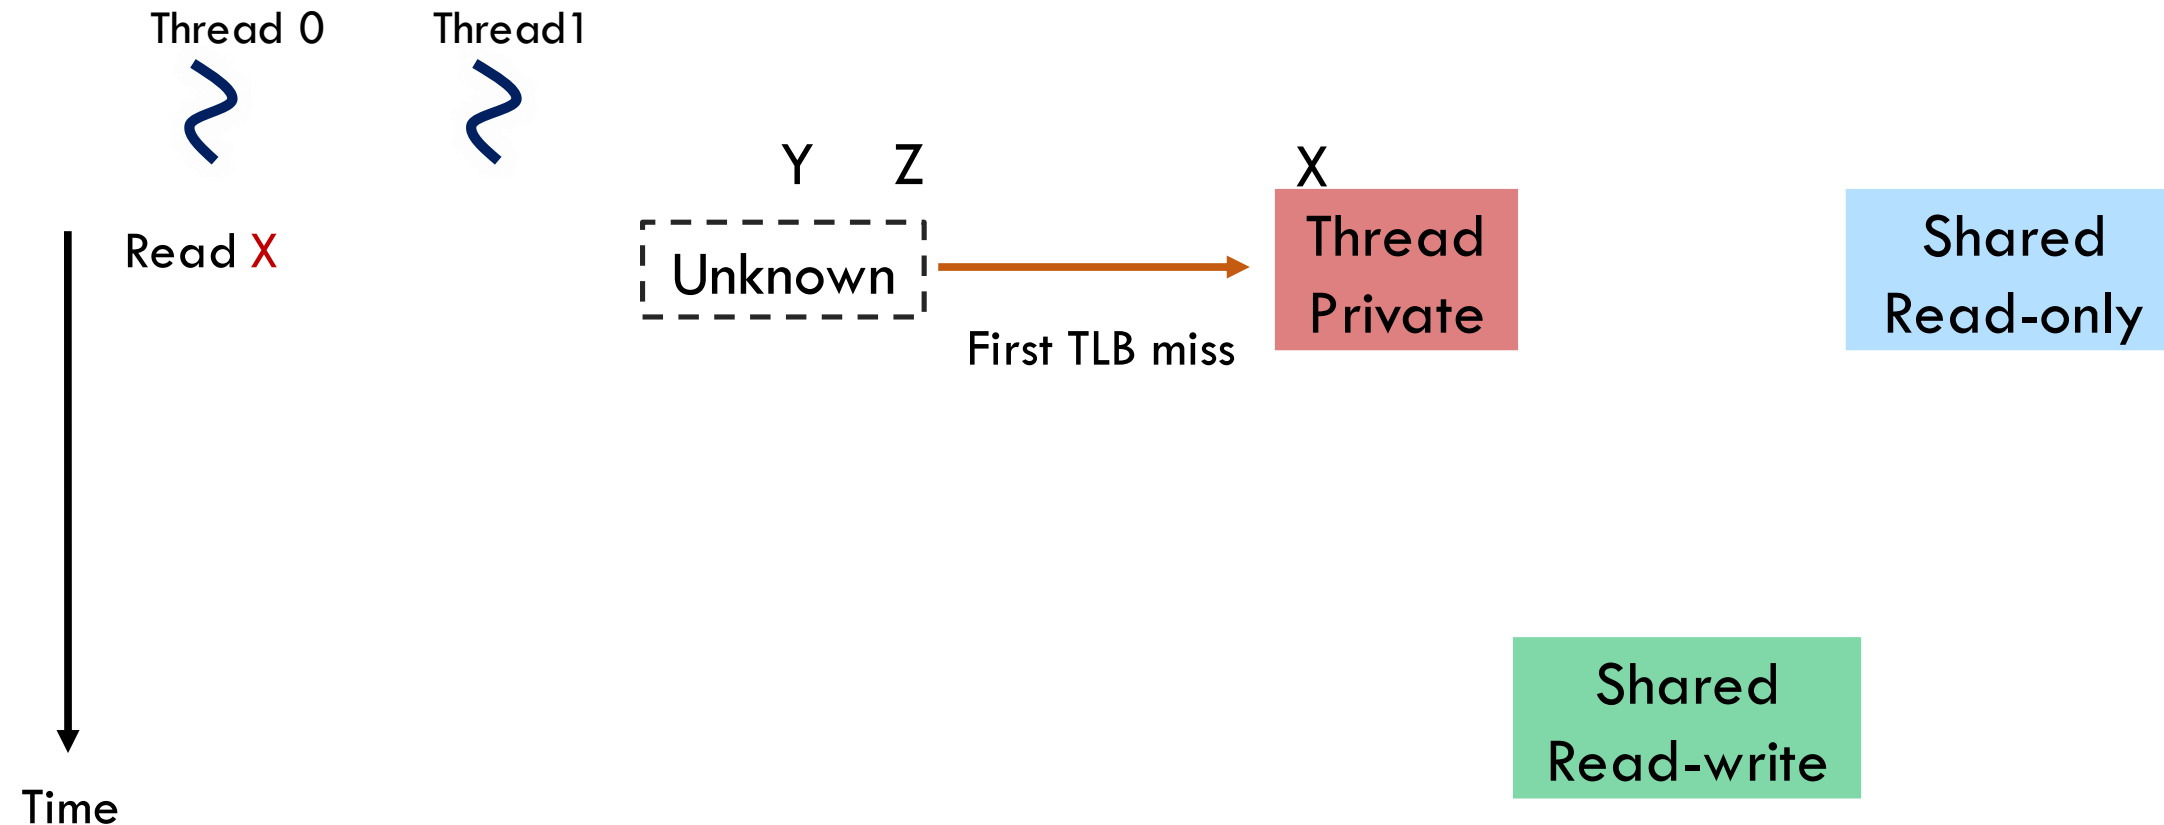 Thread 0
Thread1
Y
Z
X
Read X
Unknown
Thread
Private
Shared
Read-only
First TLB miss
Shared
Read-write
Time